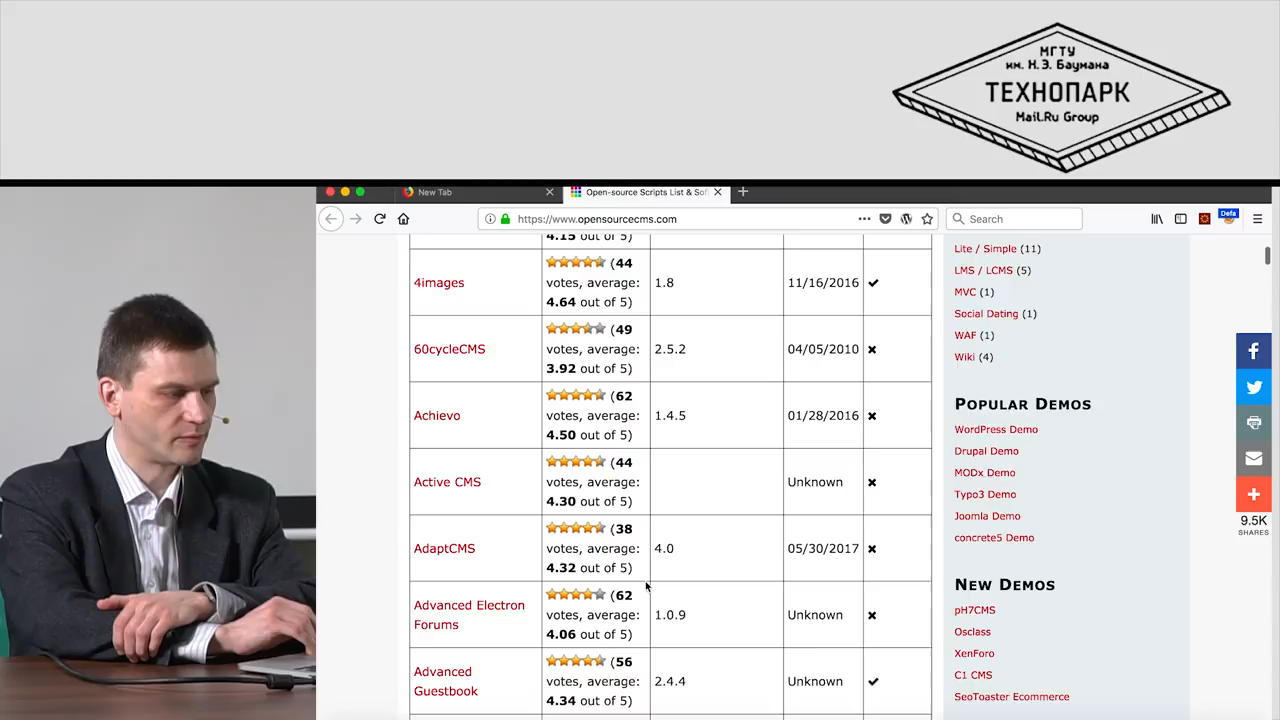 МГТУ
им. Н.Э. Баумана
ТЕХНОПАРК
Mail.Ru Group
New Tab
Open-source Scripts List & Sof
https://www.opensourcecms.com
Search
Defa
4.15 out of 5)
4images
(44
votes, average:
4.64 out of 5)
1.8
11/16/2016
60cycleCMS
(49
votes, average:
3.92 out of 5)
2.5.2
04/05/2010
Achievo
(62
votes, average:
4.50 out of 5)
1.4.5
01/28/2016
Active CMS
(44
votes, average:
4.30 out of 5)
Unknown
AdaptCMS
(38
votes, average:
4.32 out of 5)
4.0
05/30/2017
Advanced Electron
Forums
(62
votes, average:
4.06 out of 5)
1.0.9
Unknown
Advanced
Guestbook
(56
votes, average:
4.34 out of 5)
2.4.4
Unknown
Lite / Simple (11)
LMS / LCMS (5)
MVC (1)
Social Dating (1)
WAF (1)
Wiki (4)
POPULAR DEMOS
WordPress Demo
Drupal Demo
MODx Demo
Typo3 Demo
Joomla Demo
concrete5 Demo
NEW DEMOS
pH7CMS
Osclass
XenForo
C1 CMS
SeoToaster Ecommerce
9.5K
SHARES